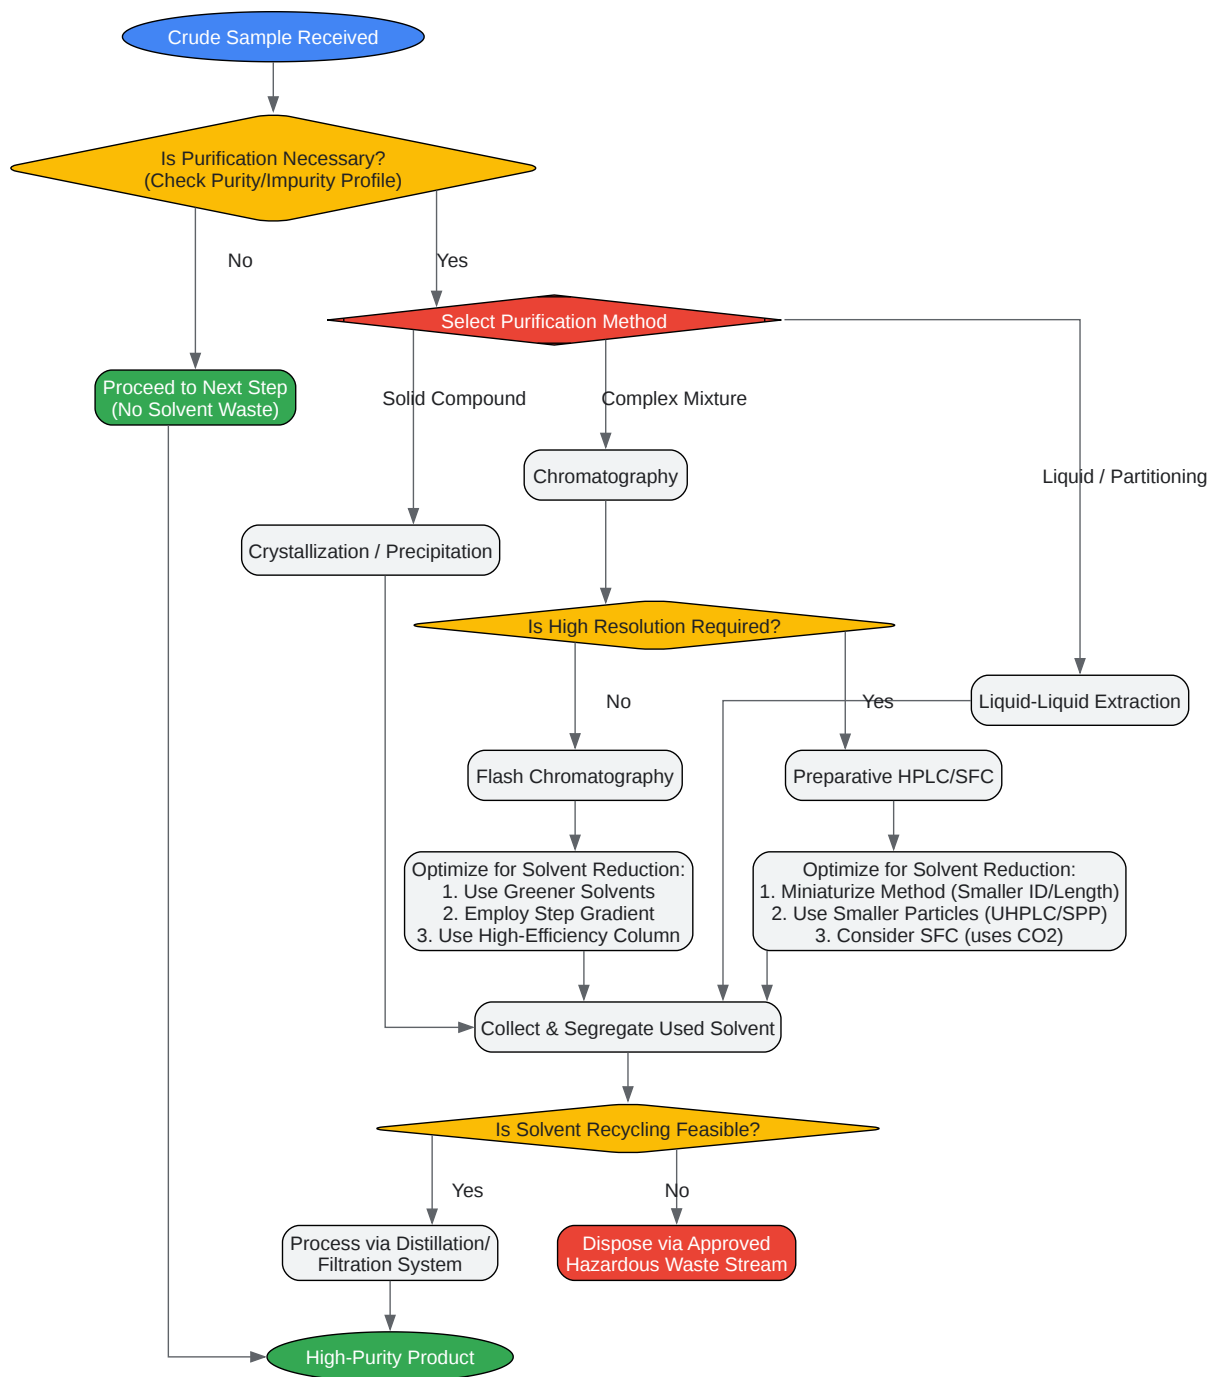 Crude Sample Received
Is Purification Necessary?
(Check Purity/Impurity Profile)
No
Yes
Select Purification Method
Proceed to Next Step
(No Solvent Waste)
Solid Compound
Complex Mixture
Chromatography
Liquid / Partitioning
Crystallization / Precipitation
Is High Resolution Required?
No
Yes
Liquid-Liquid Extraction
Flash Chromatography
Preparative HPLC/SFC
Optimize for Solvent Reduction:
1. Use Greener Solvents
2. Employ Step Gradient
3. Use High-Efficiency Column
Optimize for Solvent Reduction:
1. Miniaturize Method (Smaller ID/Length)
2. Use Smaller Particles (UHPLC/SPP)
3. Consider SFC (uses CO2)
Collect & Segregate Used Solvent
Is Solvent Recycling Feasible?
Yes
No
Process via Distillation/
Filtration System
Dispose via Approved
Hazardous Waste Stream
High-Purity Product